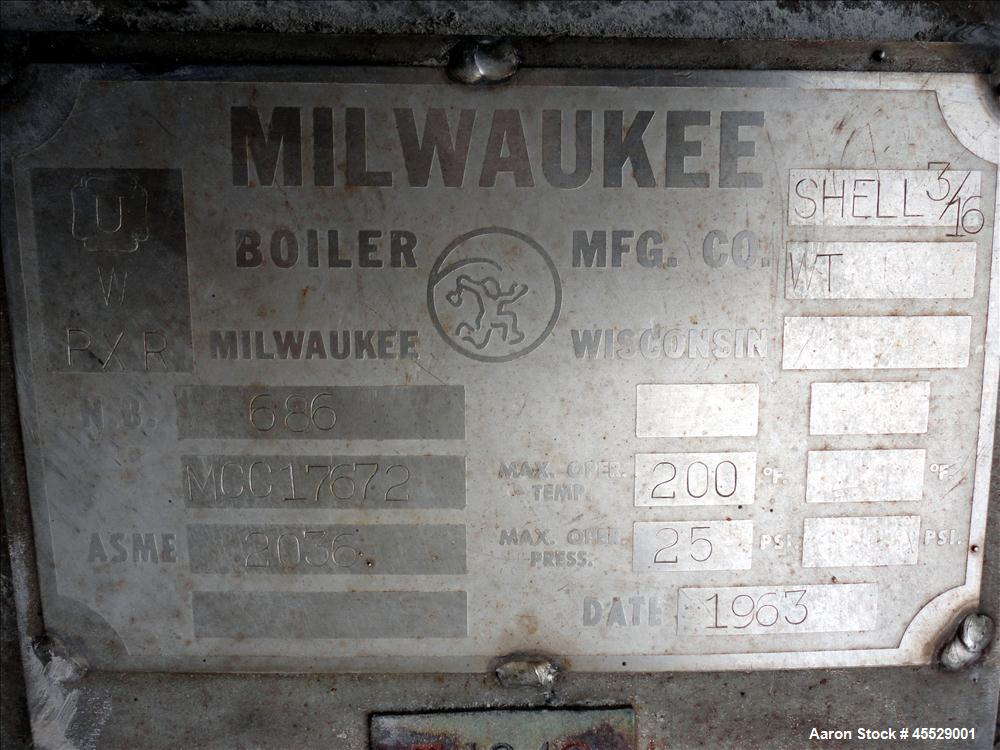 MILWAUKEE
BOILER MFG. CO.
MILWAUKEE WISCONSIN
U
W
P X R
SHELL 3/16
WT
N.B. 686
MCC17672
ASME 2036
MAX. OPER. TEMP. 200 °F. °F.
MAX. OPER. PRESS. 25 PSI. PSI.
DATE 1963
Aaron Stock # 45529001